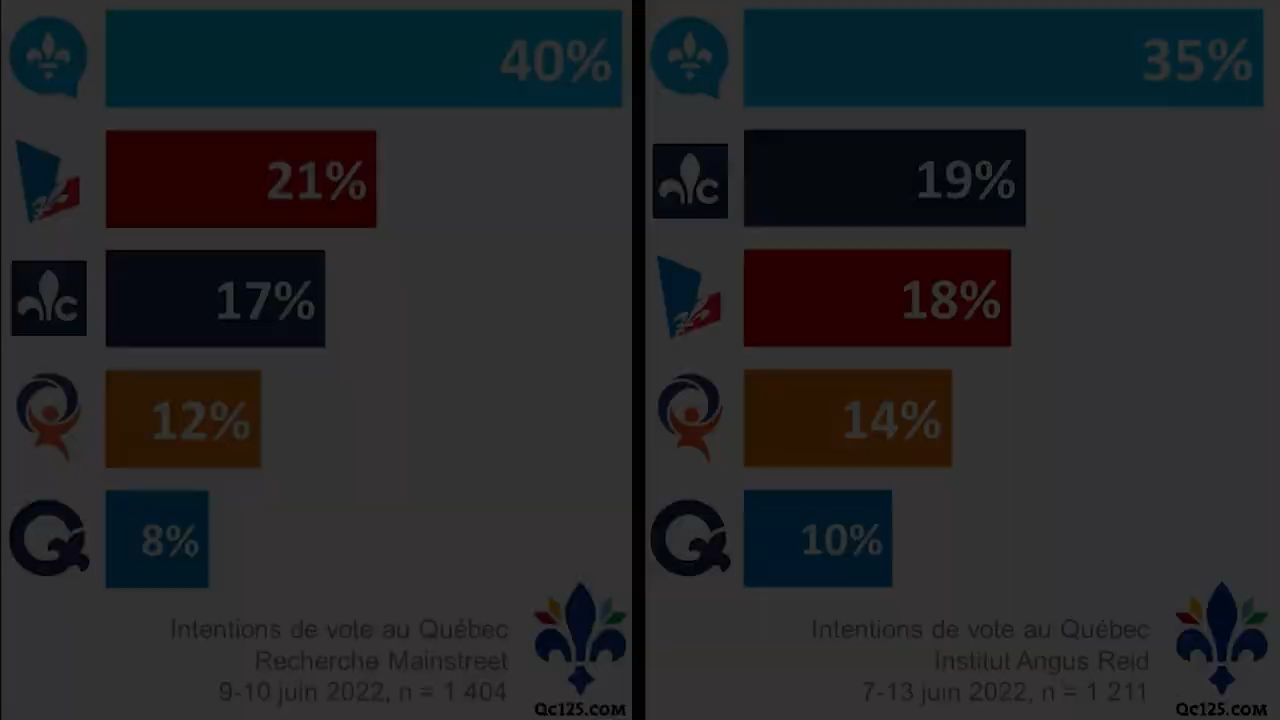 40%
21%
17%
12%
8%
Intentions de vote au Québec
Recherche Mainstreet
9-10 juin 2022, n = 1 404
Qc125.com
35%
19%
18%
14%
10%
Intentions de vote au Québec
Institut Angus Reid
7-13 juin 2022, n = 1 211
Qc125.com